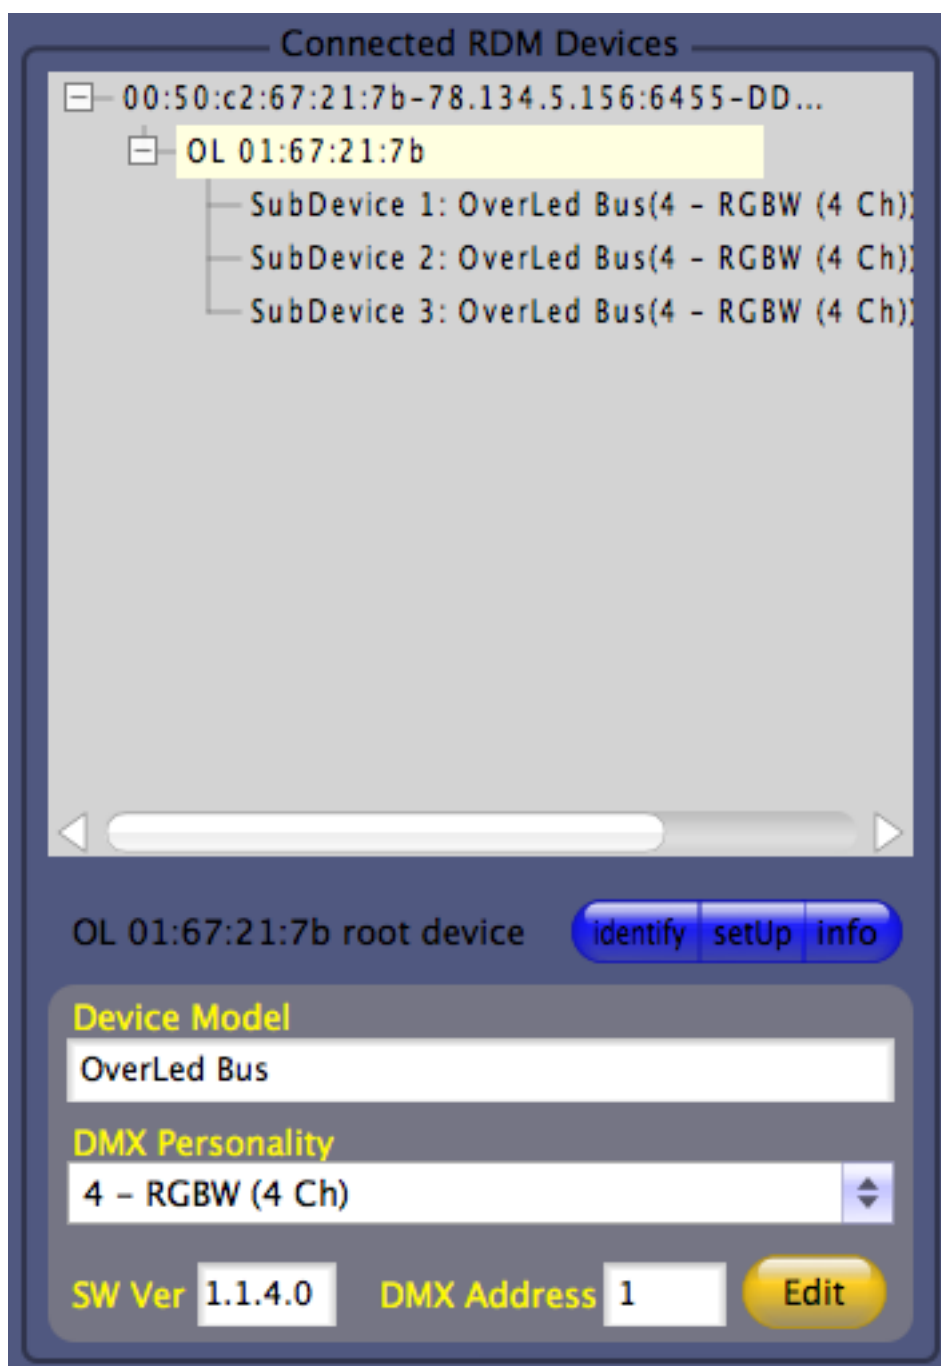 Connected RDM Devices
00:50:c2:67:21:7b-78.134.5.156:6455-DD...
OL 01:67:21:7b
SubDevice 1: OverLed Bus(4 - RGBW (4 Ch))
SubDevice 2: OverLed Bus(4 - RGBW (4 Ch))
SubDevice 3: OverLed Bus(4 - RGBW (4 Ch))
OL 01:67:21:7b root device identify setUp info
Device Model
OverLed Bus
DMX Personality
4 – RGBW (4 Ch)
SW Ver 1.1.4.0 DMX Address 1 Edit